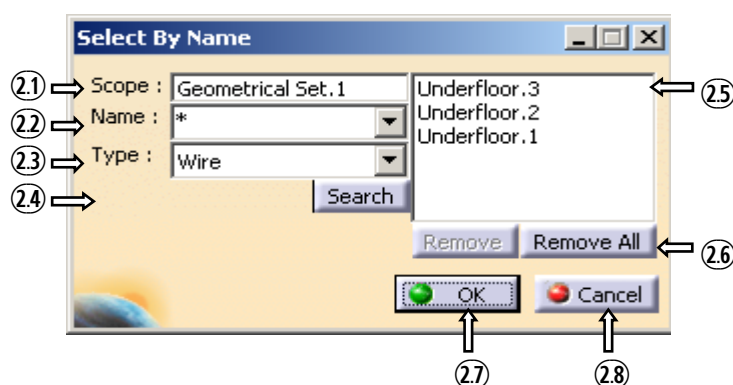 Select By Name
2.1 Scope : Geometrical Set.1 Underfloor.3 2.5
2.2 Name : * Underfloor.2
Underfloor.1
2.3 Type : Wire
2.4 Search
Remove Remove All 2.6
OK Cancel
2.7 2.8